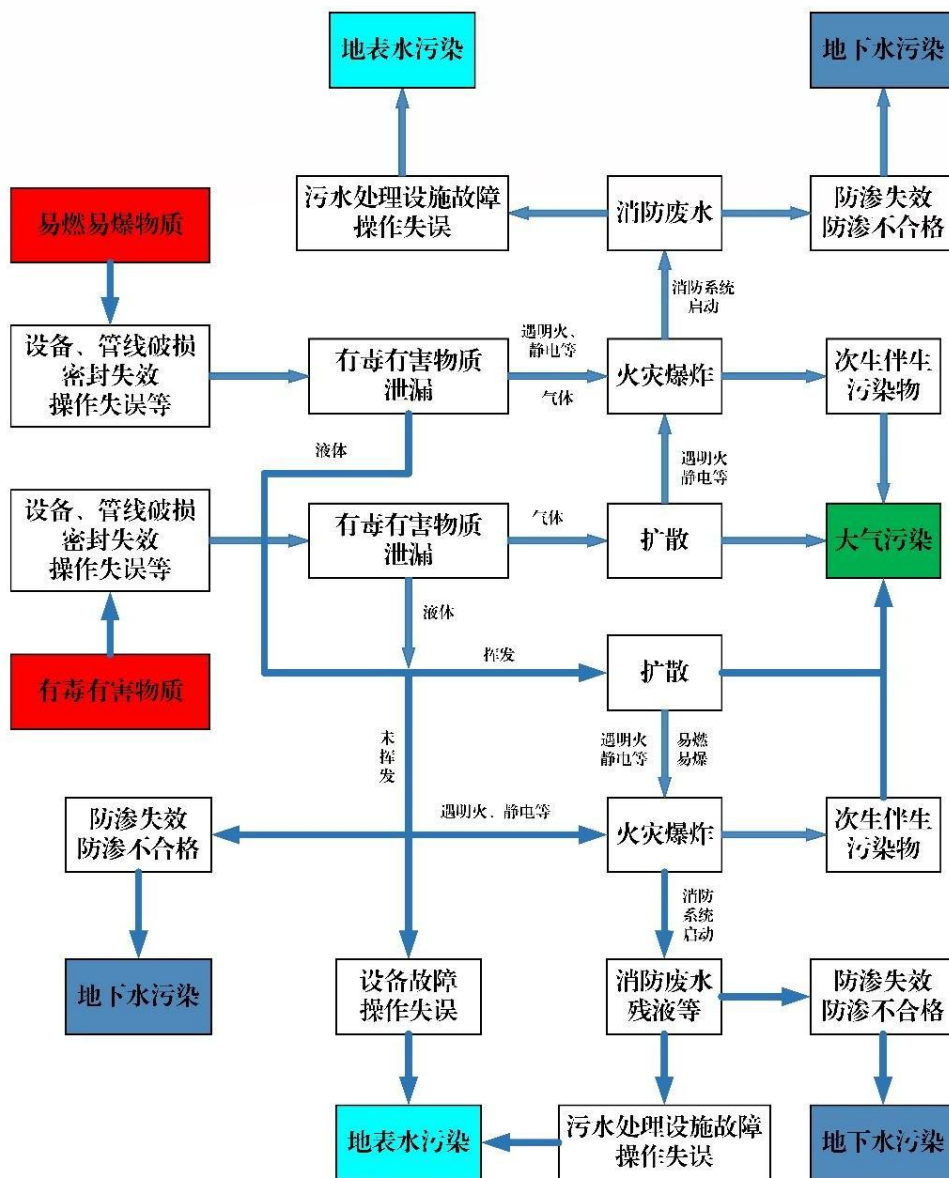 地表水污染
地下水污染
易燃易爆物质
污水处理设施故障
操作失误
消防废水
防渗失效
防渗不合格
消防系统
启动
设备、管线破损
密封失效
操作失误等
有毒有害物质
泄漏
遇明火、
静电等
气体
火灾爆炸
次生伴生
污染物
液体
遇明火
静电等
设备、管线破损
密封失效
操作失误等
有毒有害物质
泄漏
气体
扩散
大气污染
液体
有毒有害物质
挥发
扩散
未
挥
发
遇明火
静电等
易燃
易爆
防渗失效
防渗不合格
遇明火、静电等
火灾爆炸
次生伴生
污染物
消防
系统
启动
地下水污染
设备故障
操作失误
消防废水
残液等
防渗失效
防渗不合格
地表水污染
污水处理设施故障
操作失误
地下水污染